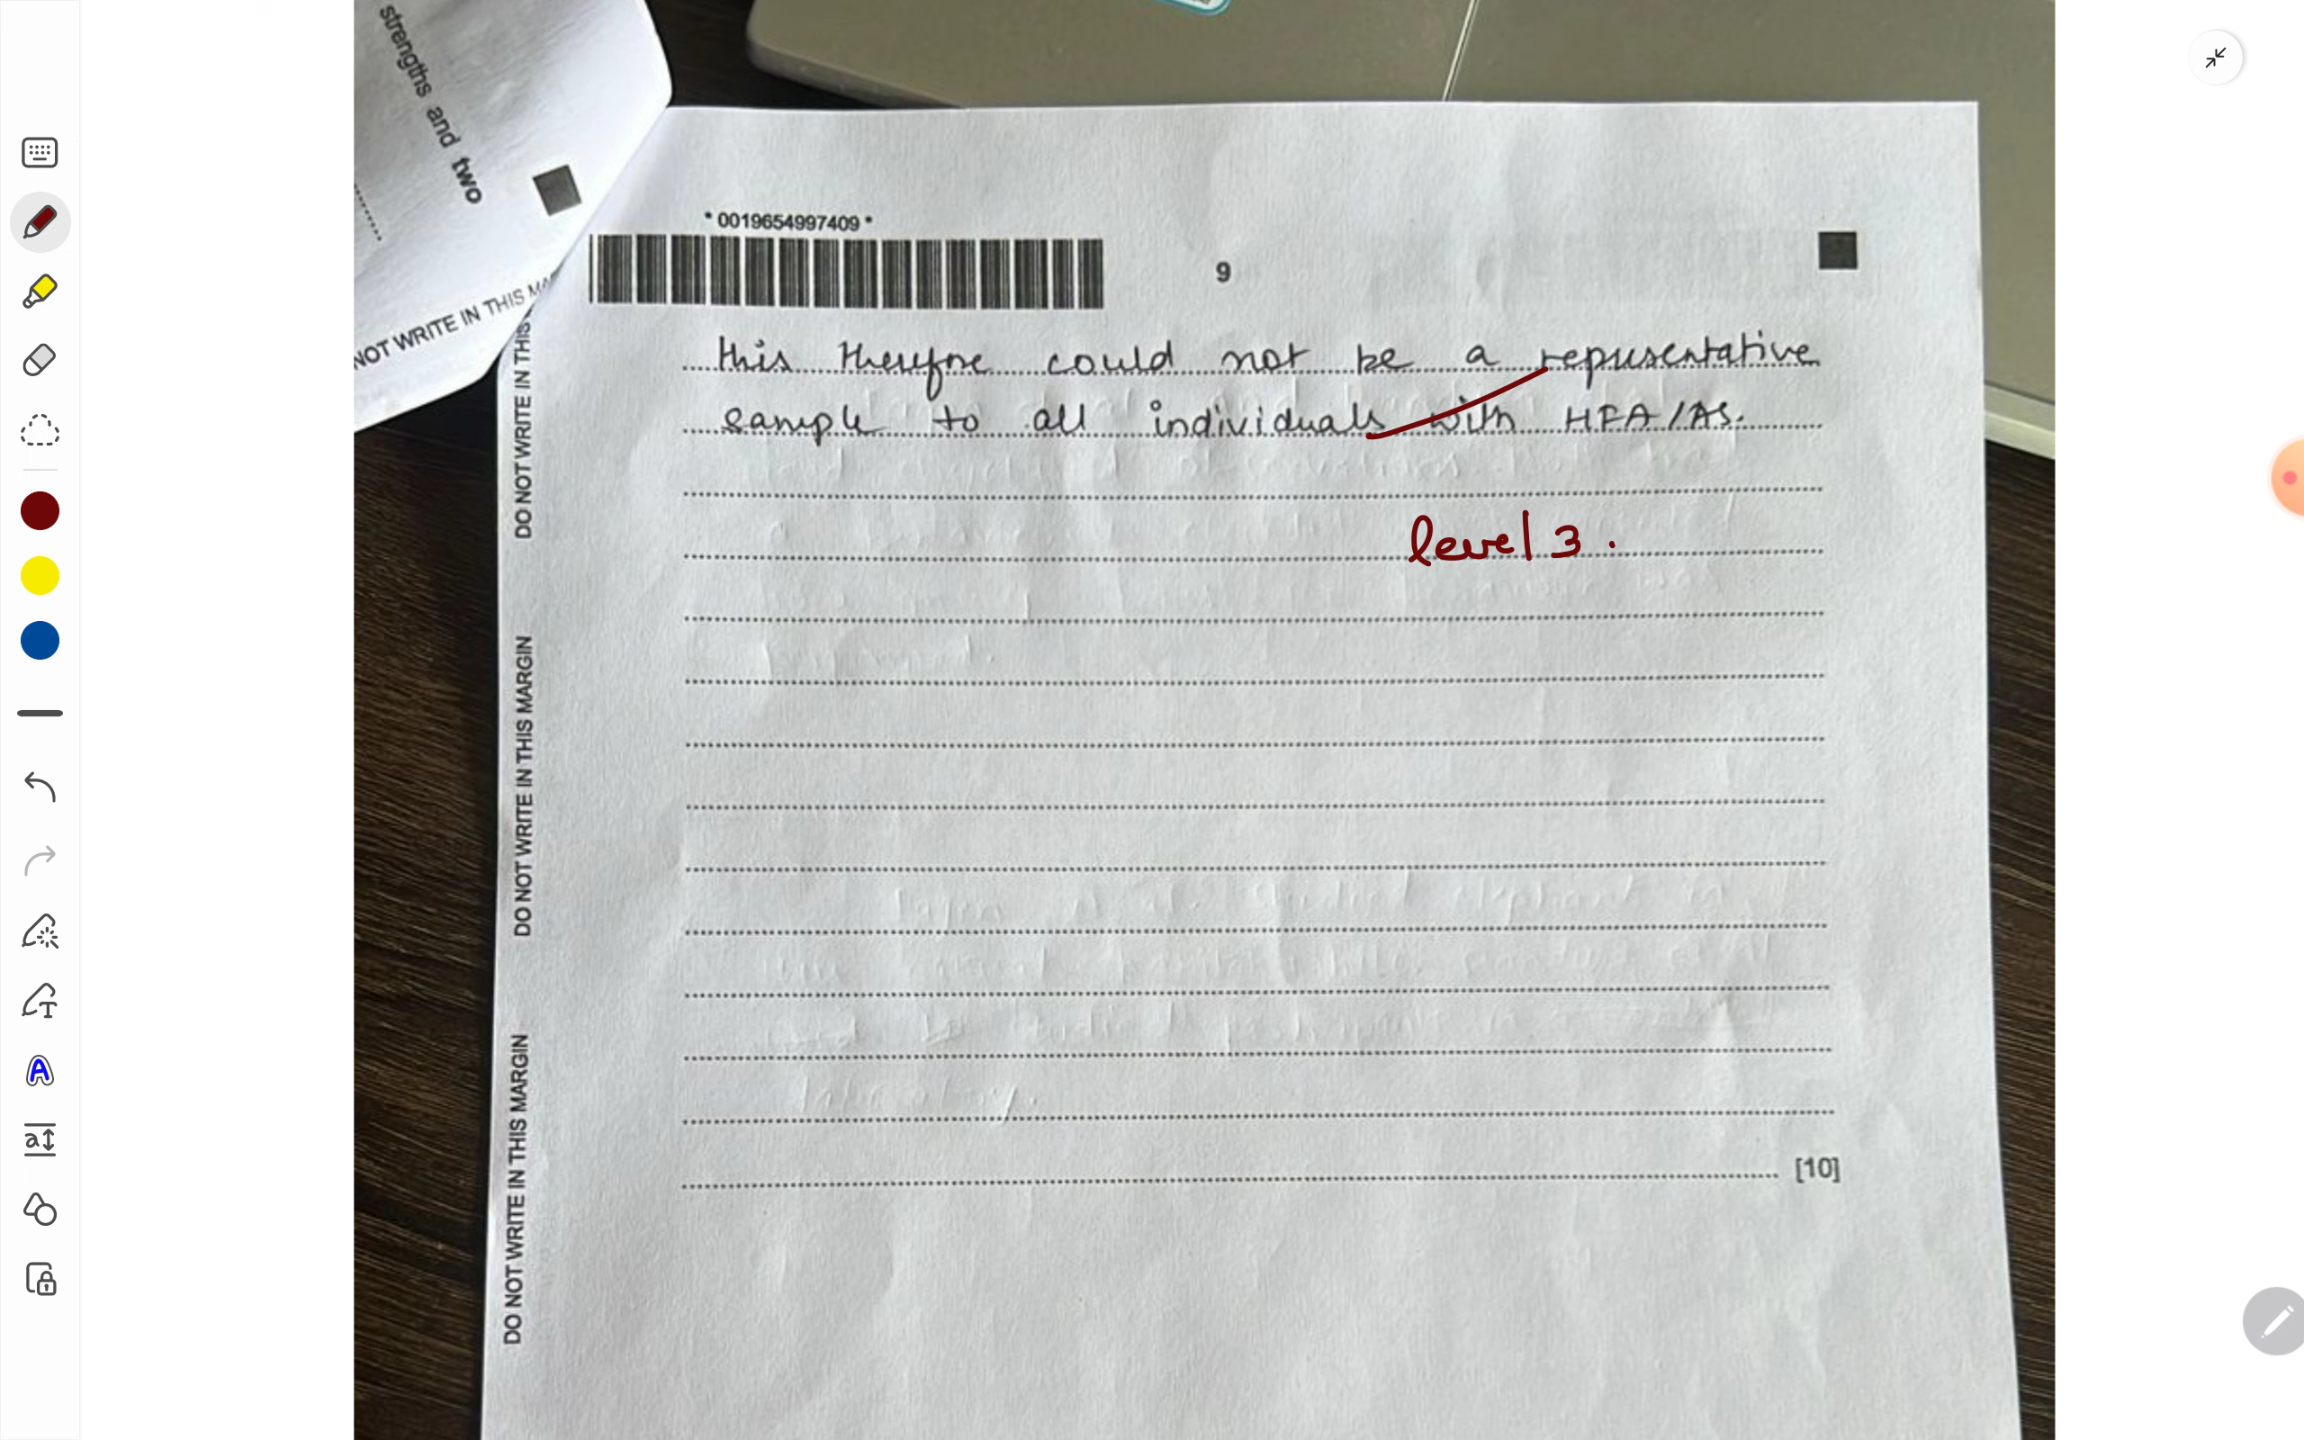 strengths and two
NOT WRITE IN THIS MA
* 0019654997409 *
9
this therefore could not be a representative
sample to all individuals with HFA/AS.
level 3.
[10]
DO NOT WRITE IN THIS
DO NOT WRITE IN THIS MARGIN
DO NOT WRITE IN THIS MARGIN
A
a
T